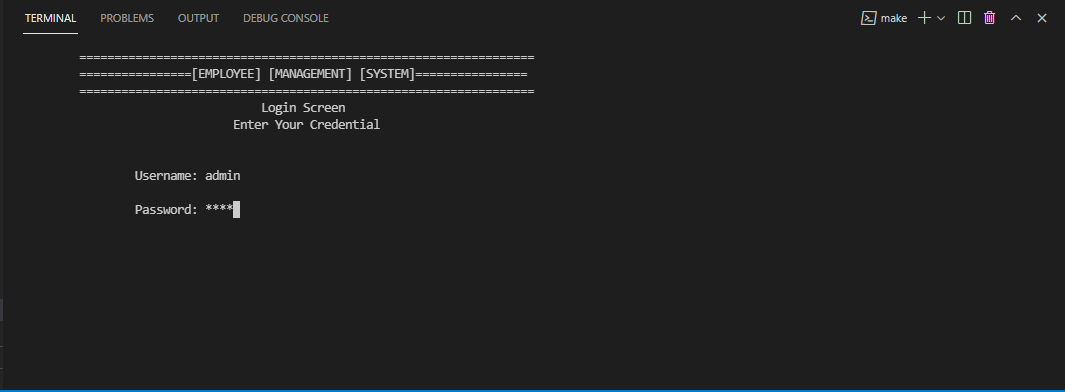 TERMINAL PROBLEMS OUTPUT DEBUG CONSOLE make
=================================================================
================[EMPLOYEE] [MANAGEMENT] [SYSTEM]================
=================================================================
Login Screen
Enter Your Credential
Username: admin
Password: ****